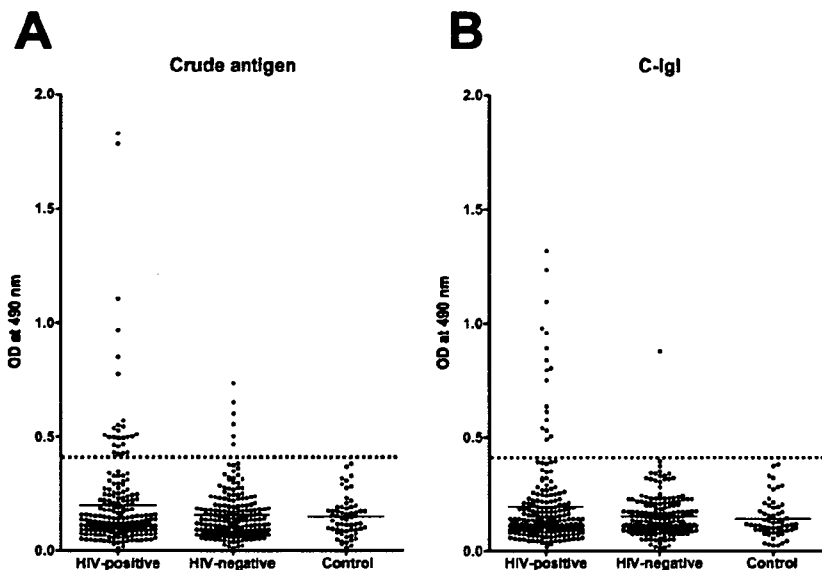 A
Crude antigen
OD at 490 nm
2.0
1.5
1.0
0.5
0.0
HIV-positive HIV-negative Control
B
C-Igl
OD at 490 nm
2.0
1.5
1.0
0.5
0.0
HIV-positive HIV-negative Control